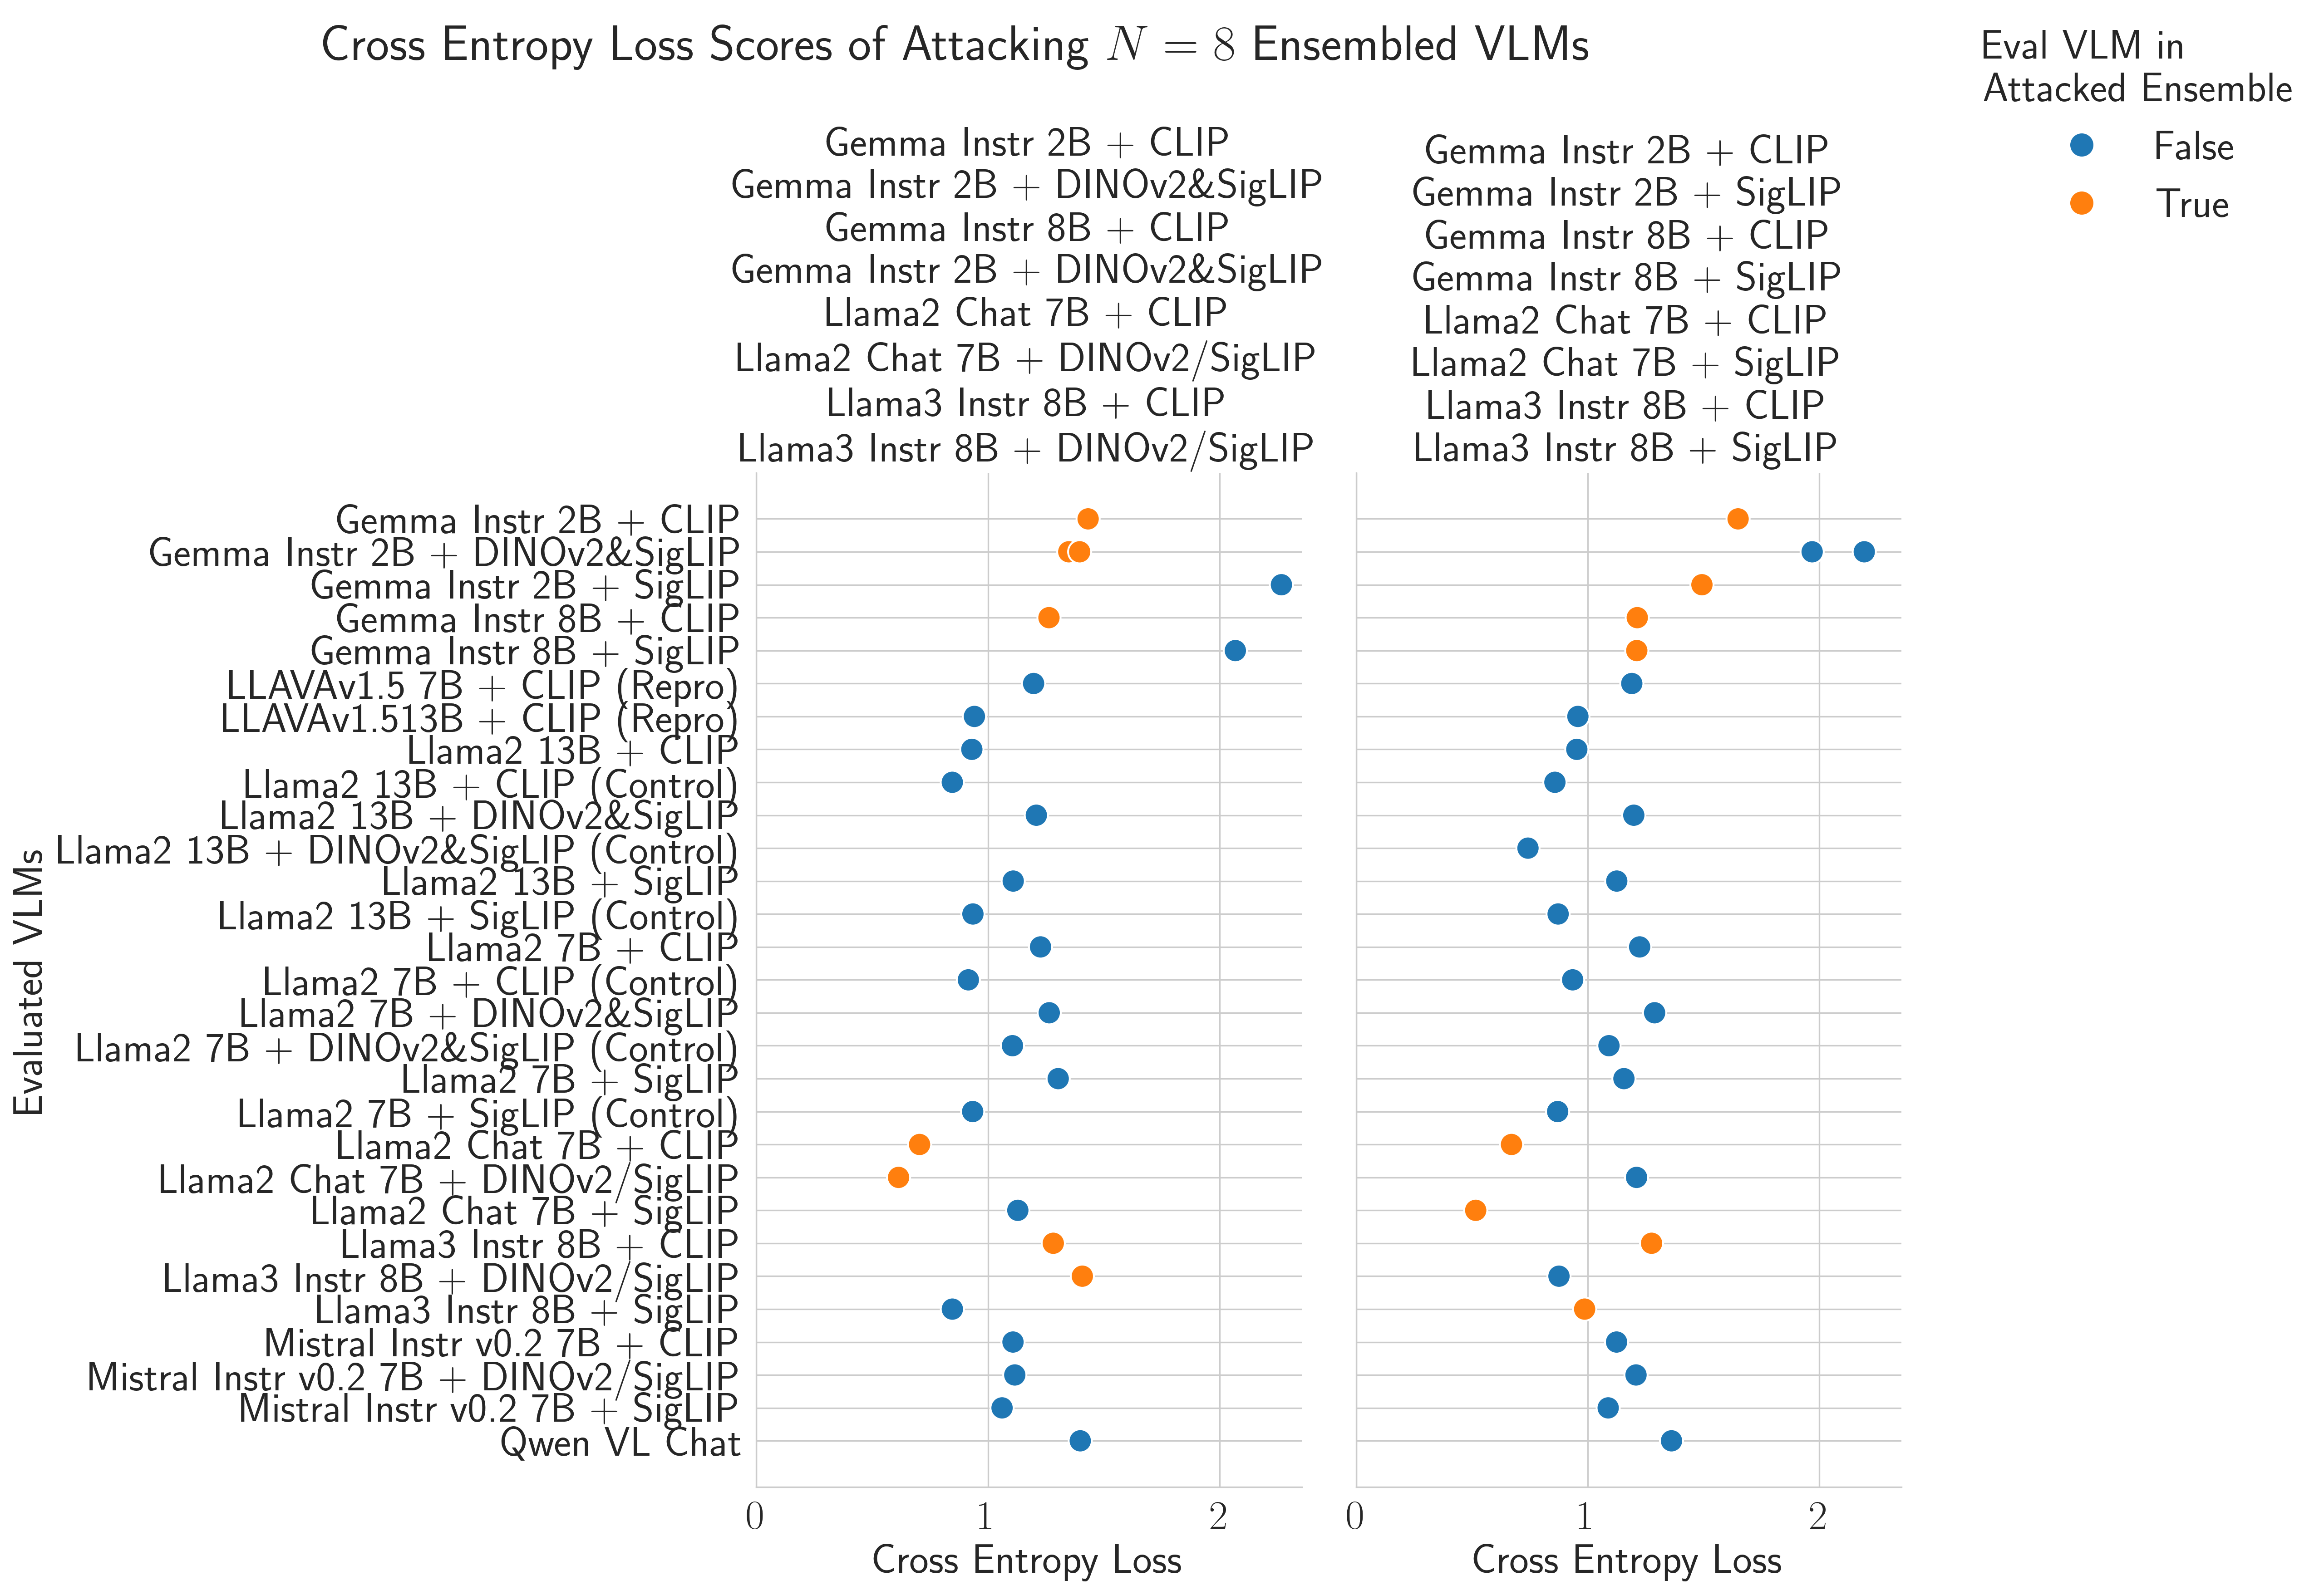 Cross Entropy Loss Scores of Attacking N = 8 Ensembled VLMs
Eval VLM in
Attacked Ensemble
False
True
Gemma Instr 2B + CLIP
Gemma Instr 2B + DINOv2&SigLIP
Gemma Instr 8B + CLIP
Gemma Instr 2B + DINOv2&SigLIP
Llama2 Chat 7B + CLIP
Llama2 Chat 7B + DINOv2/SigLIP
Llama3 Instr 8B + CLIP
Llama3 Instr 8B + DINOv2/SigLIP
Gemma Instr 2B + CLIP
Gemma Instr 2B + SigLIP
Gemma Instr 8B + CLIP
Gemma Instr 8B + SigLIP
Llama2 Chat 7B + CLIP
Llama2 Chat 7B + SigLIP
Llama3 Instr 8B + CLIP
Llama3 Instr 8B + SigLIP
Evaluated VLMs
Gemma Instr 2B + CLIP
Gemma Instr 2B + DINOv2&SigLIP
Gemma Instr 2B + SigLIP
Gemma Instr 8B + CLIP
Gemma Instr 8B + SigLIP
LLAVAv1.5 7B + CLIP (Repro)
LLAVAv1.513B + CLIP (Repro)
Llama2 13B + CLIP
Llama2 13B + CLIP (Control)
Llama2 13B + DINOv2&SigLIP
Llama2 13B + DINOv2&SigLIP (Control)
Llama2 13B + SigLIP
Llama2 13B + SigLIP (Control)
Llama2 7B + CLIP
Llama2 7B + CLIP (Control)
Llama2 7B + DINOv2&SigLIP
Llama2 7B + DINOv2&SigLIP (Control)
Llama2 7B + SigLIP
Llama2 7B + SigLIP (Control)
Llama2 Chat 7B + CLIP
Llama2 Chat 7B + DINOv2/SigLIP
Llama2 Chat 7B + SigLIP
Llama3 Instr 8B + CLIP
Llama3 Instr 8B + DINOv2/SigLIP
Llama3 Instr 8B + SigLIP
Mistral Instr v0.2 7B + CLIP
Mistral Instr v0.2 7B + DINOv2/SigLIP
Mistral Instr v0.2 7B + SigLIP
Qwen VL Chat
0 1 2
Cross Entropy Loss
0 1 2
Cross Entropy Loss